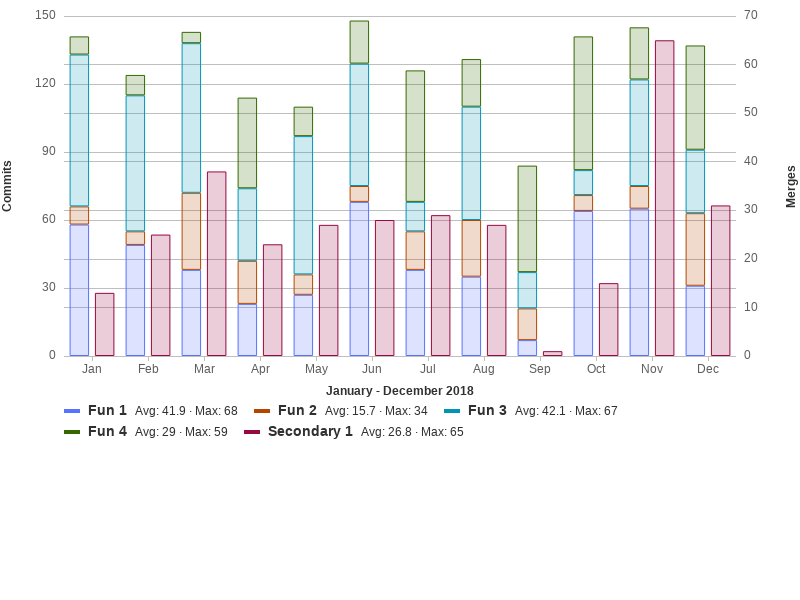 150 70
60
120
50
90
40
60
30
20
30
10
0 0
Commits
Merges
Jan Feb Mar Apr May Jun Jul Aug Sep Oct Nov Dec
January - December 2018
Fun 1 Avg: 41.9 · Max: 68 Fun 2 Avg: 15.7 · Max: 34 Fun 3 Avg: 42.1 · Max: 67
Fun 4 Avg: 29 · Max: 59 Secondary 1 Avg: 26.8 · Max: 65